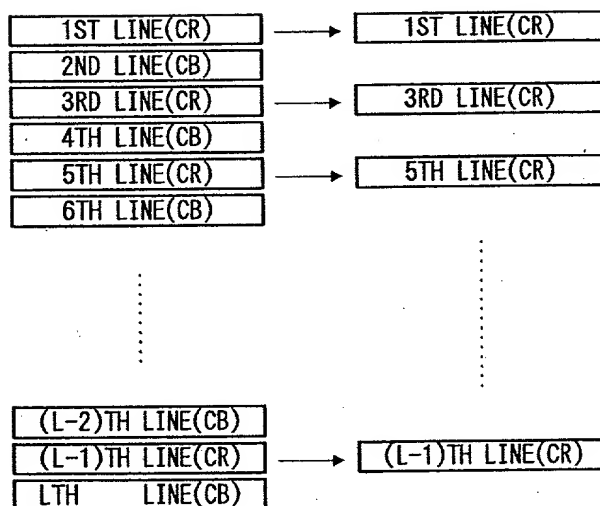 1ST LINE(CR) 1ST LINE(CR)
2ND LINE(CB)
3RD LINE(CR) 3RD LINE(CR)
4TH LINE(CB)
5TH LINE(CR) 5TH LINE(CR)
6TH LINE(CB)
(L-2)TH LINE(CB)
(L-1)TH LINE(CR) (L-1)TH LINE(CR)
LTH LINE(CB)